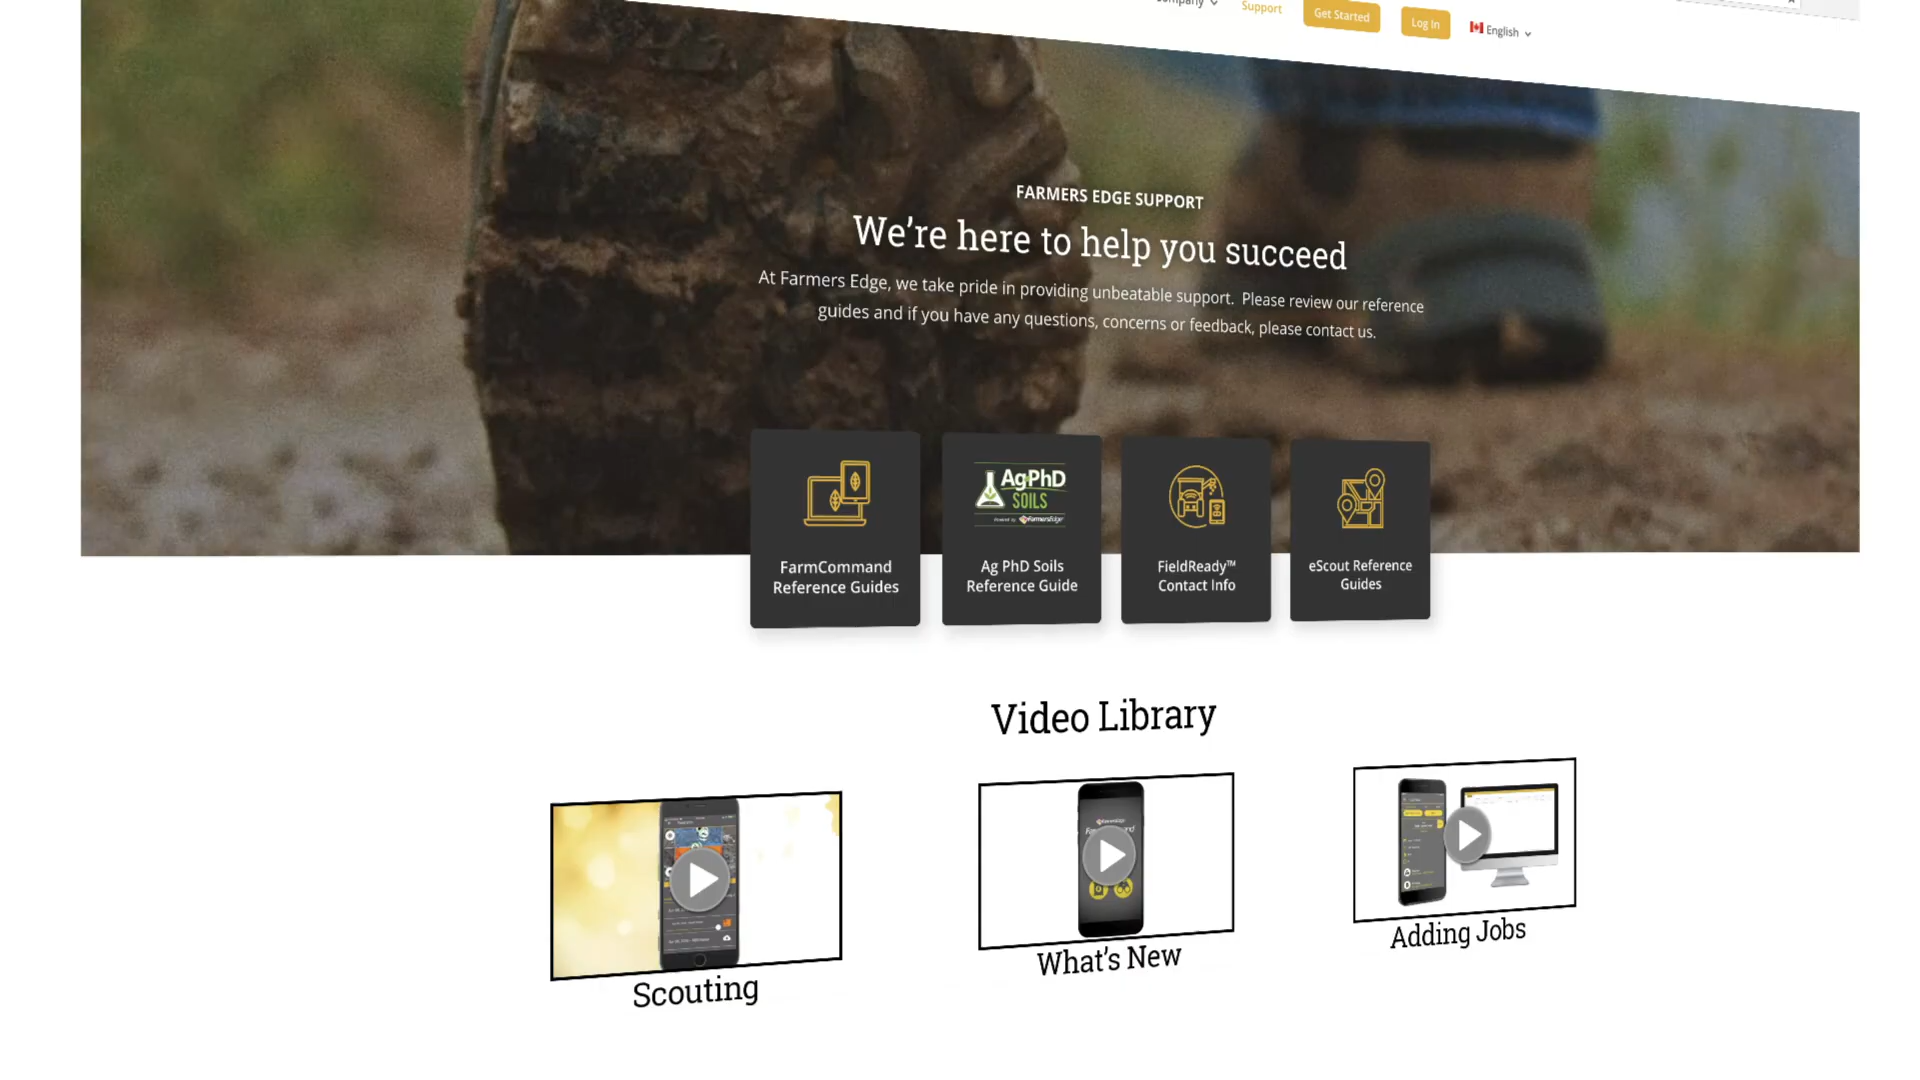 Support
Get Started
Log In
English
FARMERS EDGE SUPPORT
We’re here to help you succeed
At Farmers Edge, we take pride in providing unbeatable support. Please review our reference
guides and if you have any questions, concerns or feedback, please contact us.
AgPhD
SOILS
Powered by FarmersEdge
FarmCommand
Reference Guides
Ag PhD Soils
Reference Guide
FieldReady™
Contact Info
eScout Reference
Guides
Video Library
Scouting
What’s New
Adding Jobs